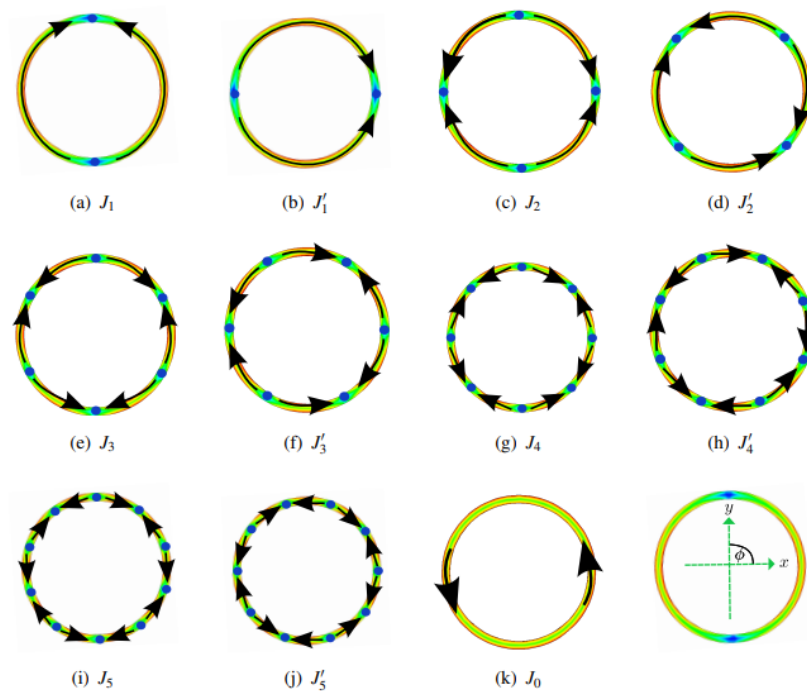 (a) J₁
(b) J′₁
(c) J₂
(d) J′₂
(e) J₃
(f) J′₃
(g) J₄
(h) J′₄
y
ϕ
x
(i) J₅
(j) J′₅
(k) J₀